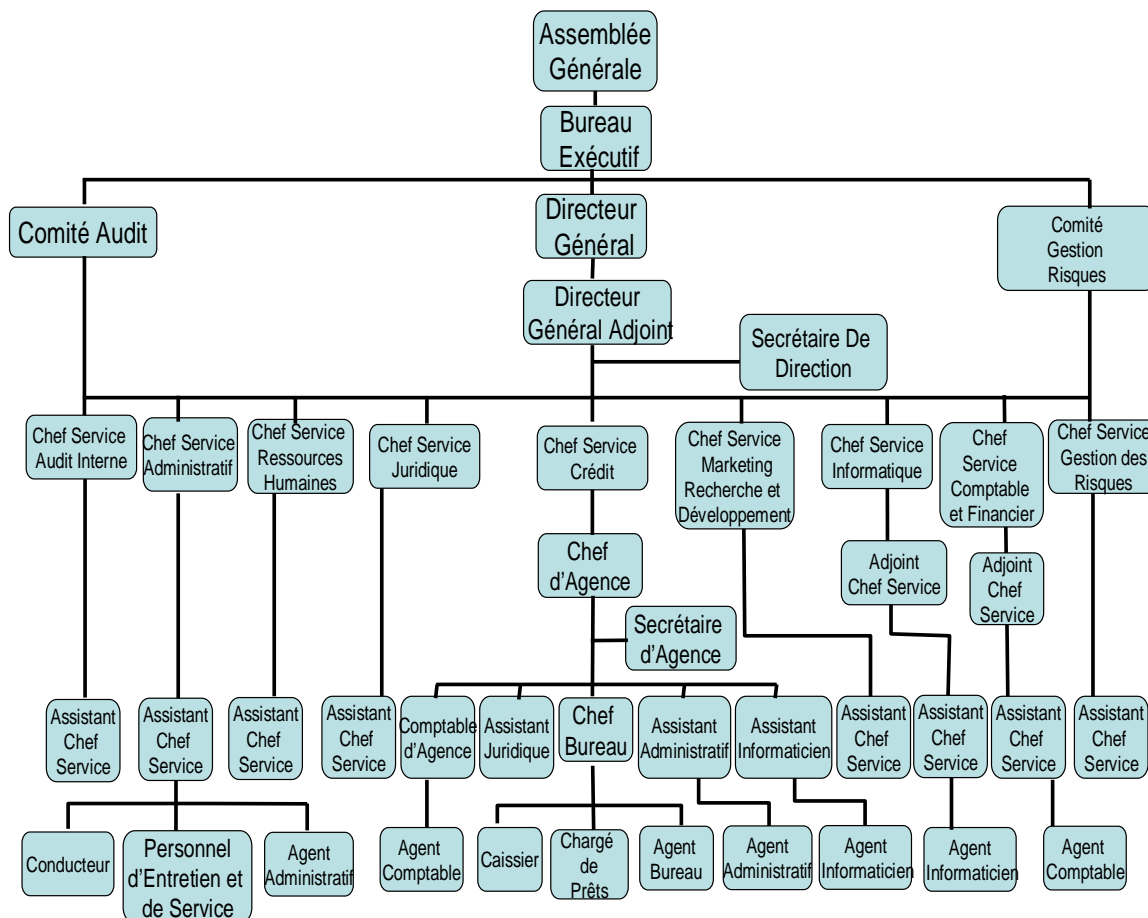 Assemblée
Générale
Bureau
Exécutif
Comité Audit
Directeur
Général
Comité
Gestion
Risques
Directeur
Général Adjoint
Secrétaire De
Direction
Chef Service
Audit Interne
Chef Service
Administratif
Chef Service
Ressources
Humaines
Chef Service
Juridique
Chef Service
Crédit
Chef Service
Marketing
Recherche et
Développement
Chef Service
Informatique
Chef
Service
Comptable
et Financier
Chef Service
Gestion des
Risques
Chef
d’Agence
Adjoint
Chef Service
Adjoint
Chef
Service
Secrétaire
d’Agence
Assistant
Chef
Service
Assistant
Chef
Service
Assistant
Chef
Service
Assistant
Chef
Service
Comptable
d’Agence
Assistant
Juridique
Chef
Bureau
Assistant
Administratif
Assistant
Informaticien
Assistant
Chef
Service
Assistant
Chef
Service
Assistant
Chef
Service
Assistant
Chef
Service
Conducteur
Personnel
d’Entretien et
de Service
Agent
Administratif
Agent
Comptable
Caissier
Chargé
de
Prêts
Agent
Bureau
Agent
Administratif
Agent
Informaticien
Agent
Informaticien
Agent
Comptable